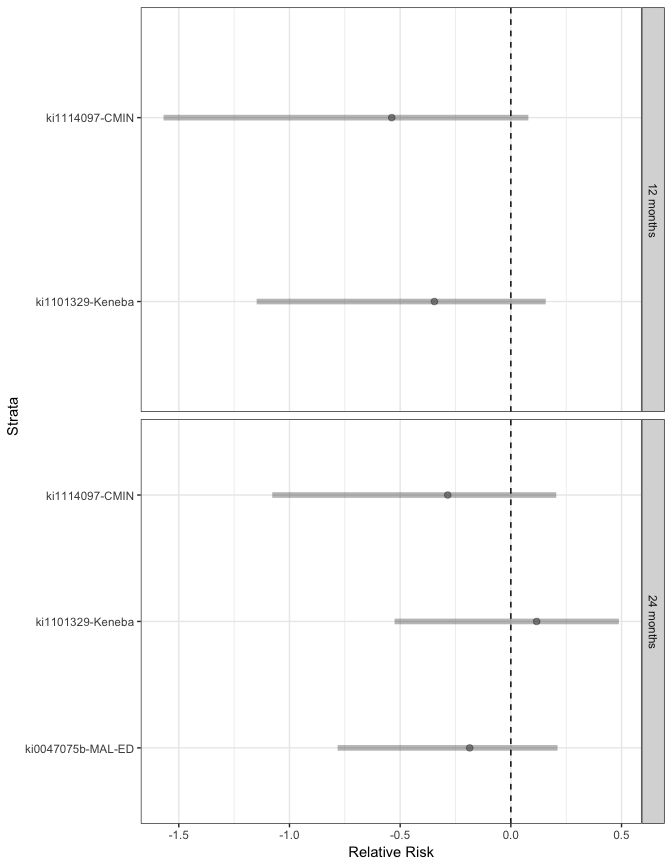 ki1114097-CMIN
ki1101329-Keneba
12 months
Strata
ki1114097-CMIN
ki1101329-Keneba
ki0047075b-MAL-ED
24 months
-1.5 -1.0 -0.5 0.0 0.5
Relative Risk